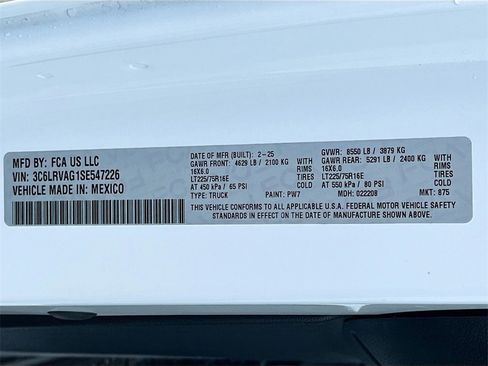 MFD BY: FCA US LLC
VIN: 3C6LRVAG1SE547226
VEHICLE MADE IN: MEXICO
DATE OF MFR (BUILT): 2-25
GVWR: 8550 LB / 3879 KG
GAWR FRONT: 4629 LB / 2100 KG WITH
GAWR REAR: 5291 LB / 2400 KG WITH
16X6.0 RIMS
16X6.0 RIMS
LT225/75R16E TIRES
LT225/75R16E TIRES
AT 450 kPa / 65 PSI COLD
AT 550 kPa / 80 PSI COLD
TYPE: TRUCK PAINT: PW7 MDH: 022208 MKT: 875
THIS VEHICLE CONFORMS TO ALL APPLICABLE U.S.A. FEDERAL MOTOR VEHICLE SAFETY
STANDARDS IN EFFECT ON THE DATE OF MANUFACTURE SHOWN ABOVE.